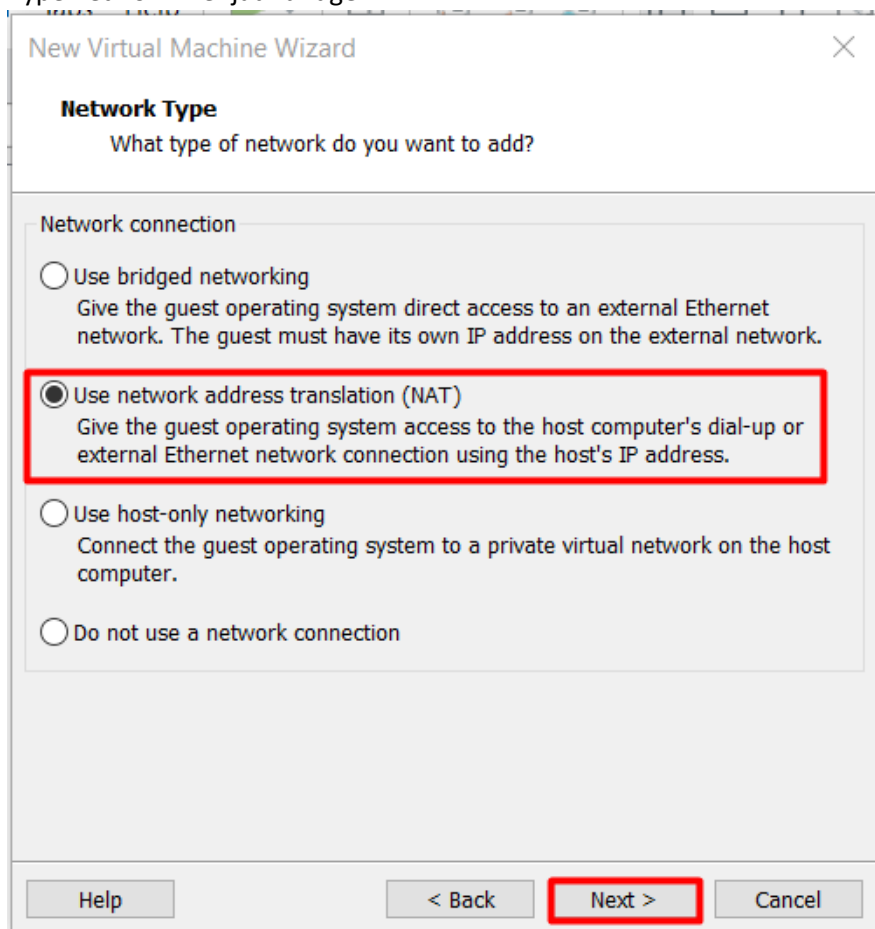 New Virtual Machine Wizard
Network Type
What type of network do you want to add?
Network connection
Use bridged networking
Give the guest operating system direct access to an external Ethernet
network. The guest must have its own IP address on the external network.
Use network address translation (NAT)
Give the guest operating system access to the host computer's dial-up or
external Ethernet network connection using the host's IP address.
Use host-only networking
Connect the guest operating system to a private virtual network on the host
computer.
Do not use a network connection
Help
< Back
Next >
Cancel